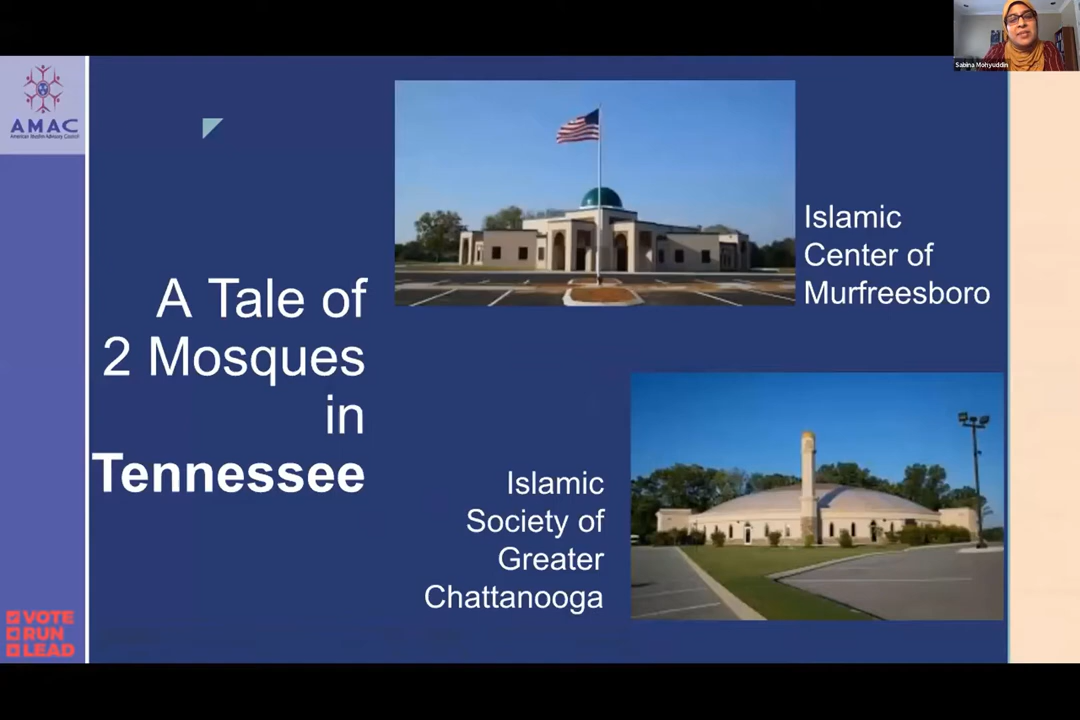 Sabina Mohyuddin
AMAC
American Muslim Advisory Council
A Tale of
2 Mosques
in
Tennessee
Islamic
Center of
Murfreesboro
Islamic
Society of
Greater
Chattanooga
VOTE
RUN
LEAD